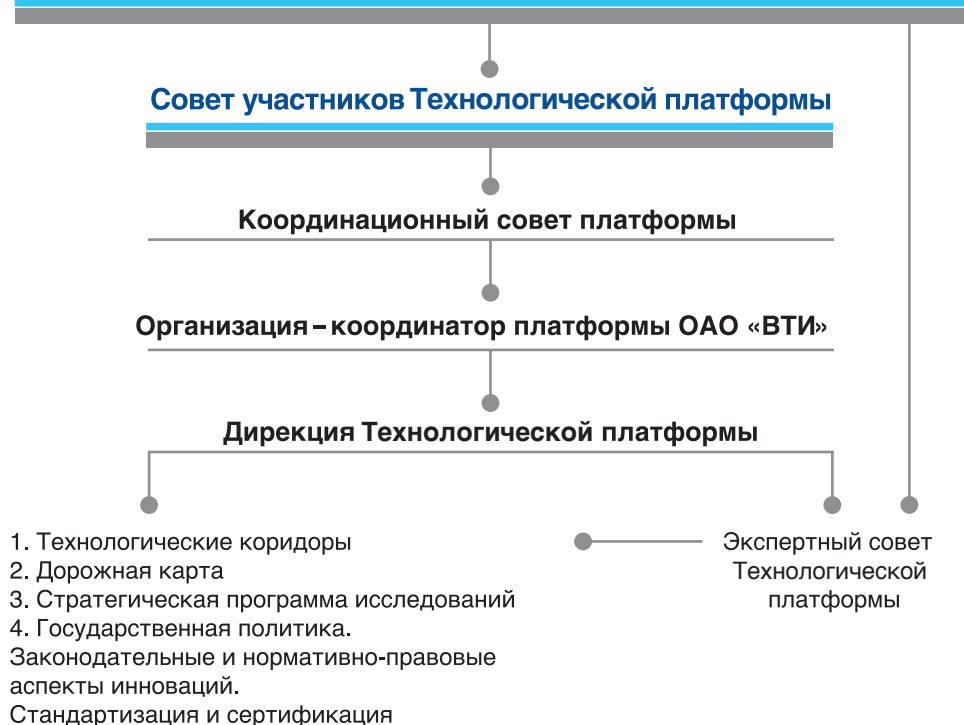 Совет участников Технологической платформы
Координационный совет платформы
Организация – координатор платформы ОАО «ВТИ»
Дирекция Технологической платформы
1. Технологические коридоры
2. Дорожная карта
3. Стратегическая программа исследований
4. Государственная политика.
Законодательные и нормативно-правовые
аспекты инноваций.
Стандартизация и сертификация
Экспертный совет
Технологической
платформы